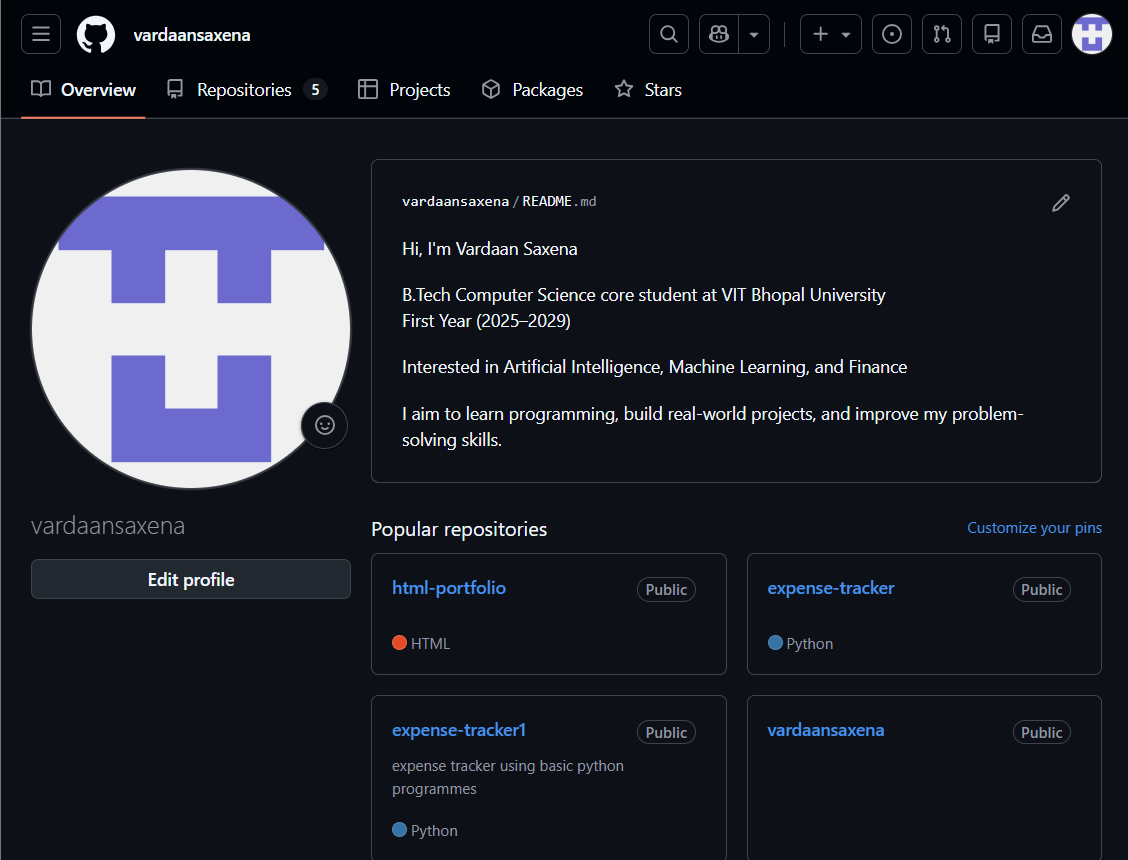 vardaansaxena
Overview
Repositories 5
Projects
Packages
Stars
vardaansaxena/README.md
Hi, I'm Vardaan Saxena
B.Tech Computer Science core student at VIT Bhopal University
First Year (2025–2029)
Interested in Artificial Intelligence, Machine Learning, and Finance
I aim to learn programming, build real-world projects, and improve my problem-
solving skills.
vardaansaxena
Edit profile
Popular repositories
Customize your pins
html-portfolio
Public
HTML
expense-tracker
Public
Python
expense-tracker1
Public
expense tracker using basic python
programmes
Python
vardaansaxena
Public